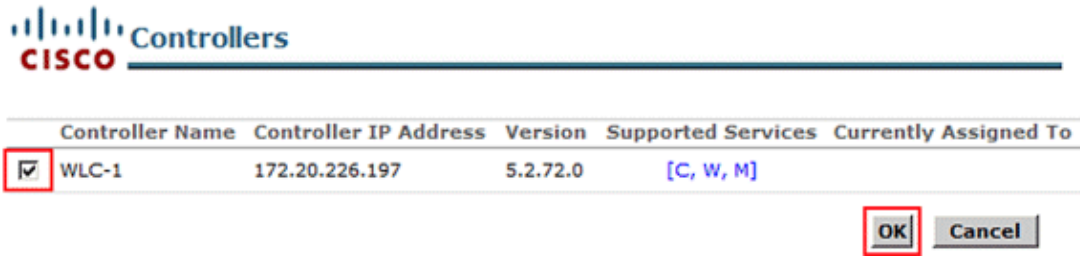 Controllers
CISCO
Controller Name Controller IP Address Version Supported Services Currently Assigned To
WLC-1 172.20.226.197 5.2.72.0 [C, W, M]
OK Cancel